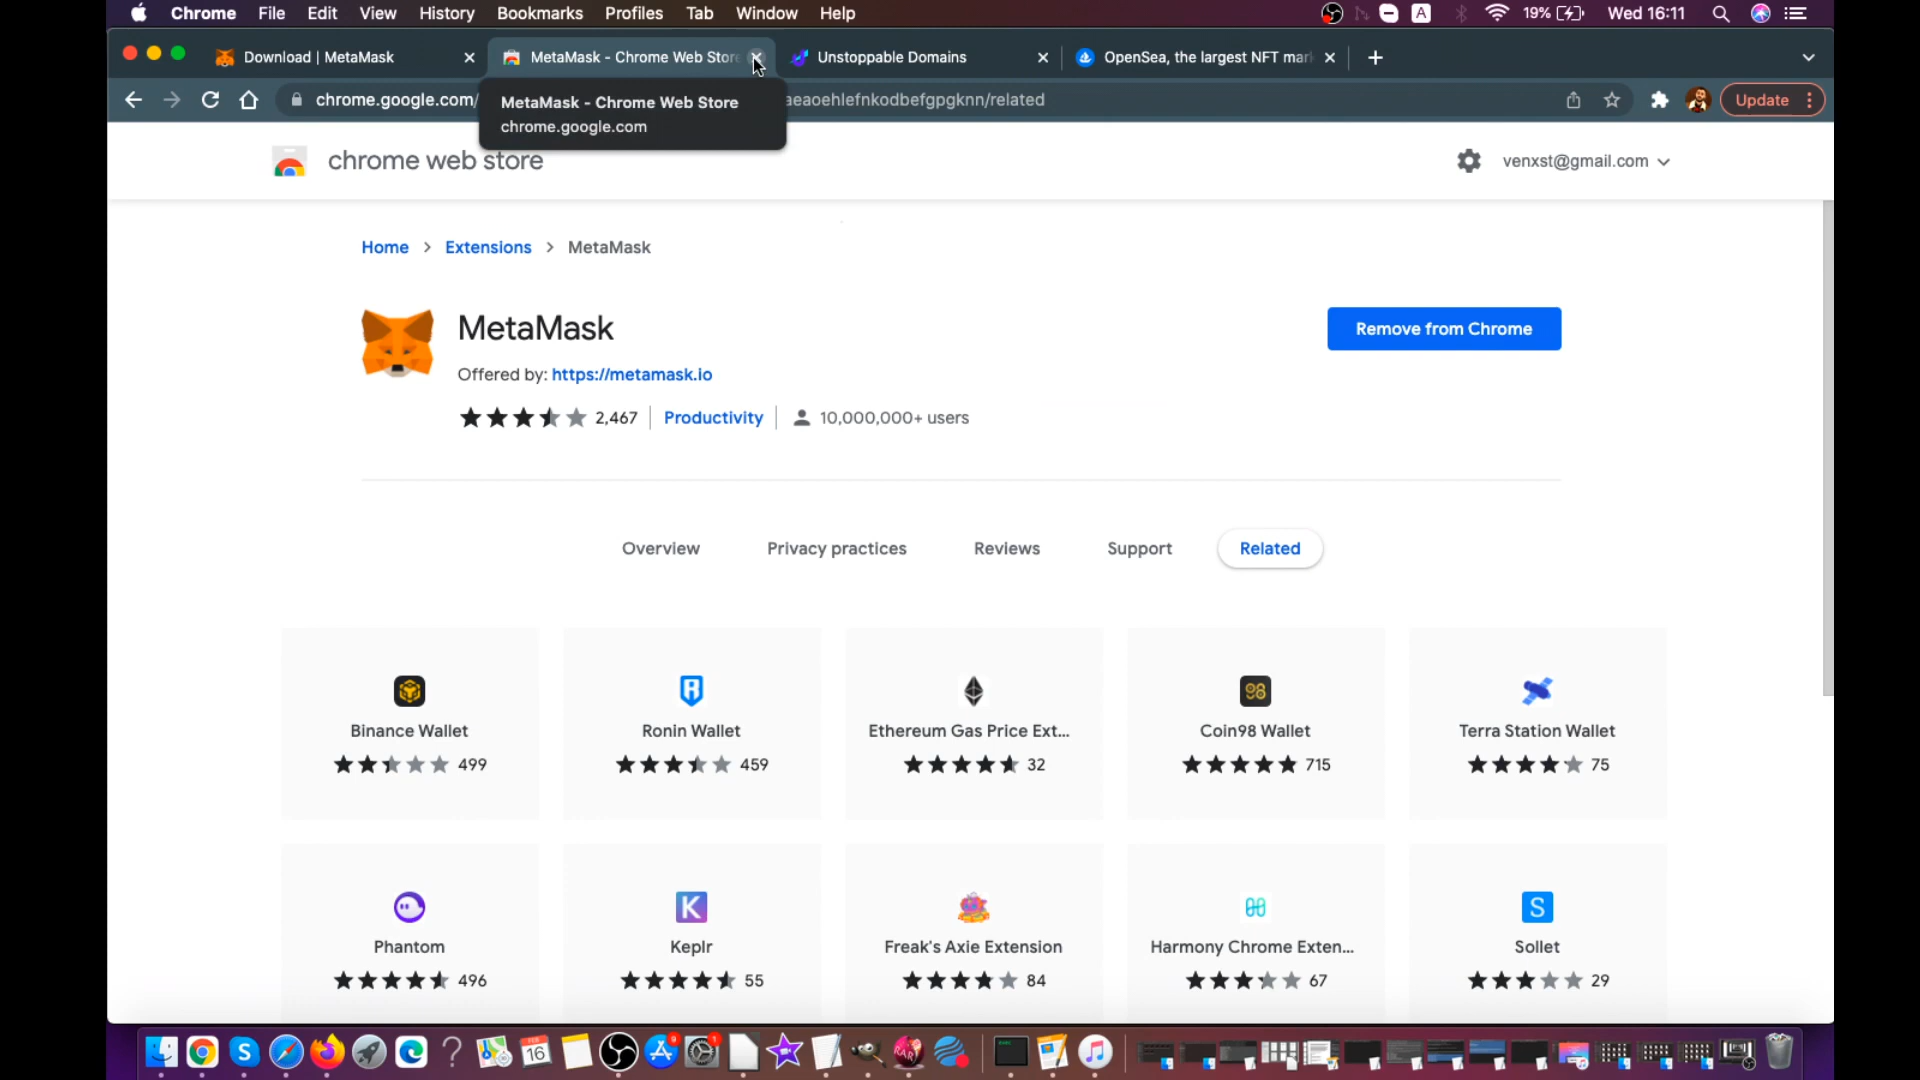 Chrome File Edit View History Bookmarks Profiles Tab Window Help A 19% Wed 16:11
Download | MetaMask MetaMask - Chrome Web Store Unstoppable Domains OpenSea, the largest NFT mar
chrome.google.com/ aeaoehlefnkodbefgpgknn/related Update
MetaMask - Chrome Web Store
chrome.google.com
chrome web store venxst@gmail.com
Home > Extensions > MetaMask
MetaMask Remove from Chrome
Offered by: https://metamask.io
2,467 Productivity 10,000,000+ users
Overview Privacy practices Reviews Support Related
98
Binance Wallet Ronin Wallet Ethereum Gas Price Ext... Coin98 Wallet Terra Station Wallet
499 459 32 715 75
K S
Phantom Keplr Freak's Axie Extension Harmony Chrome Exten... Sollet
496 55 84 67 29
FEB
16